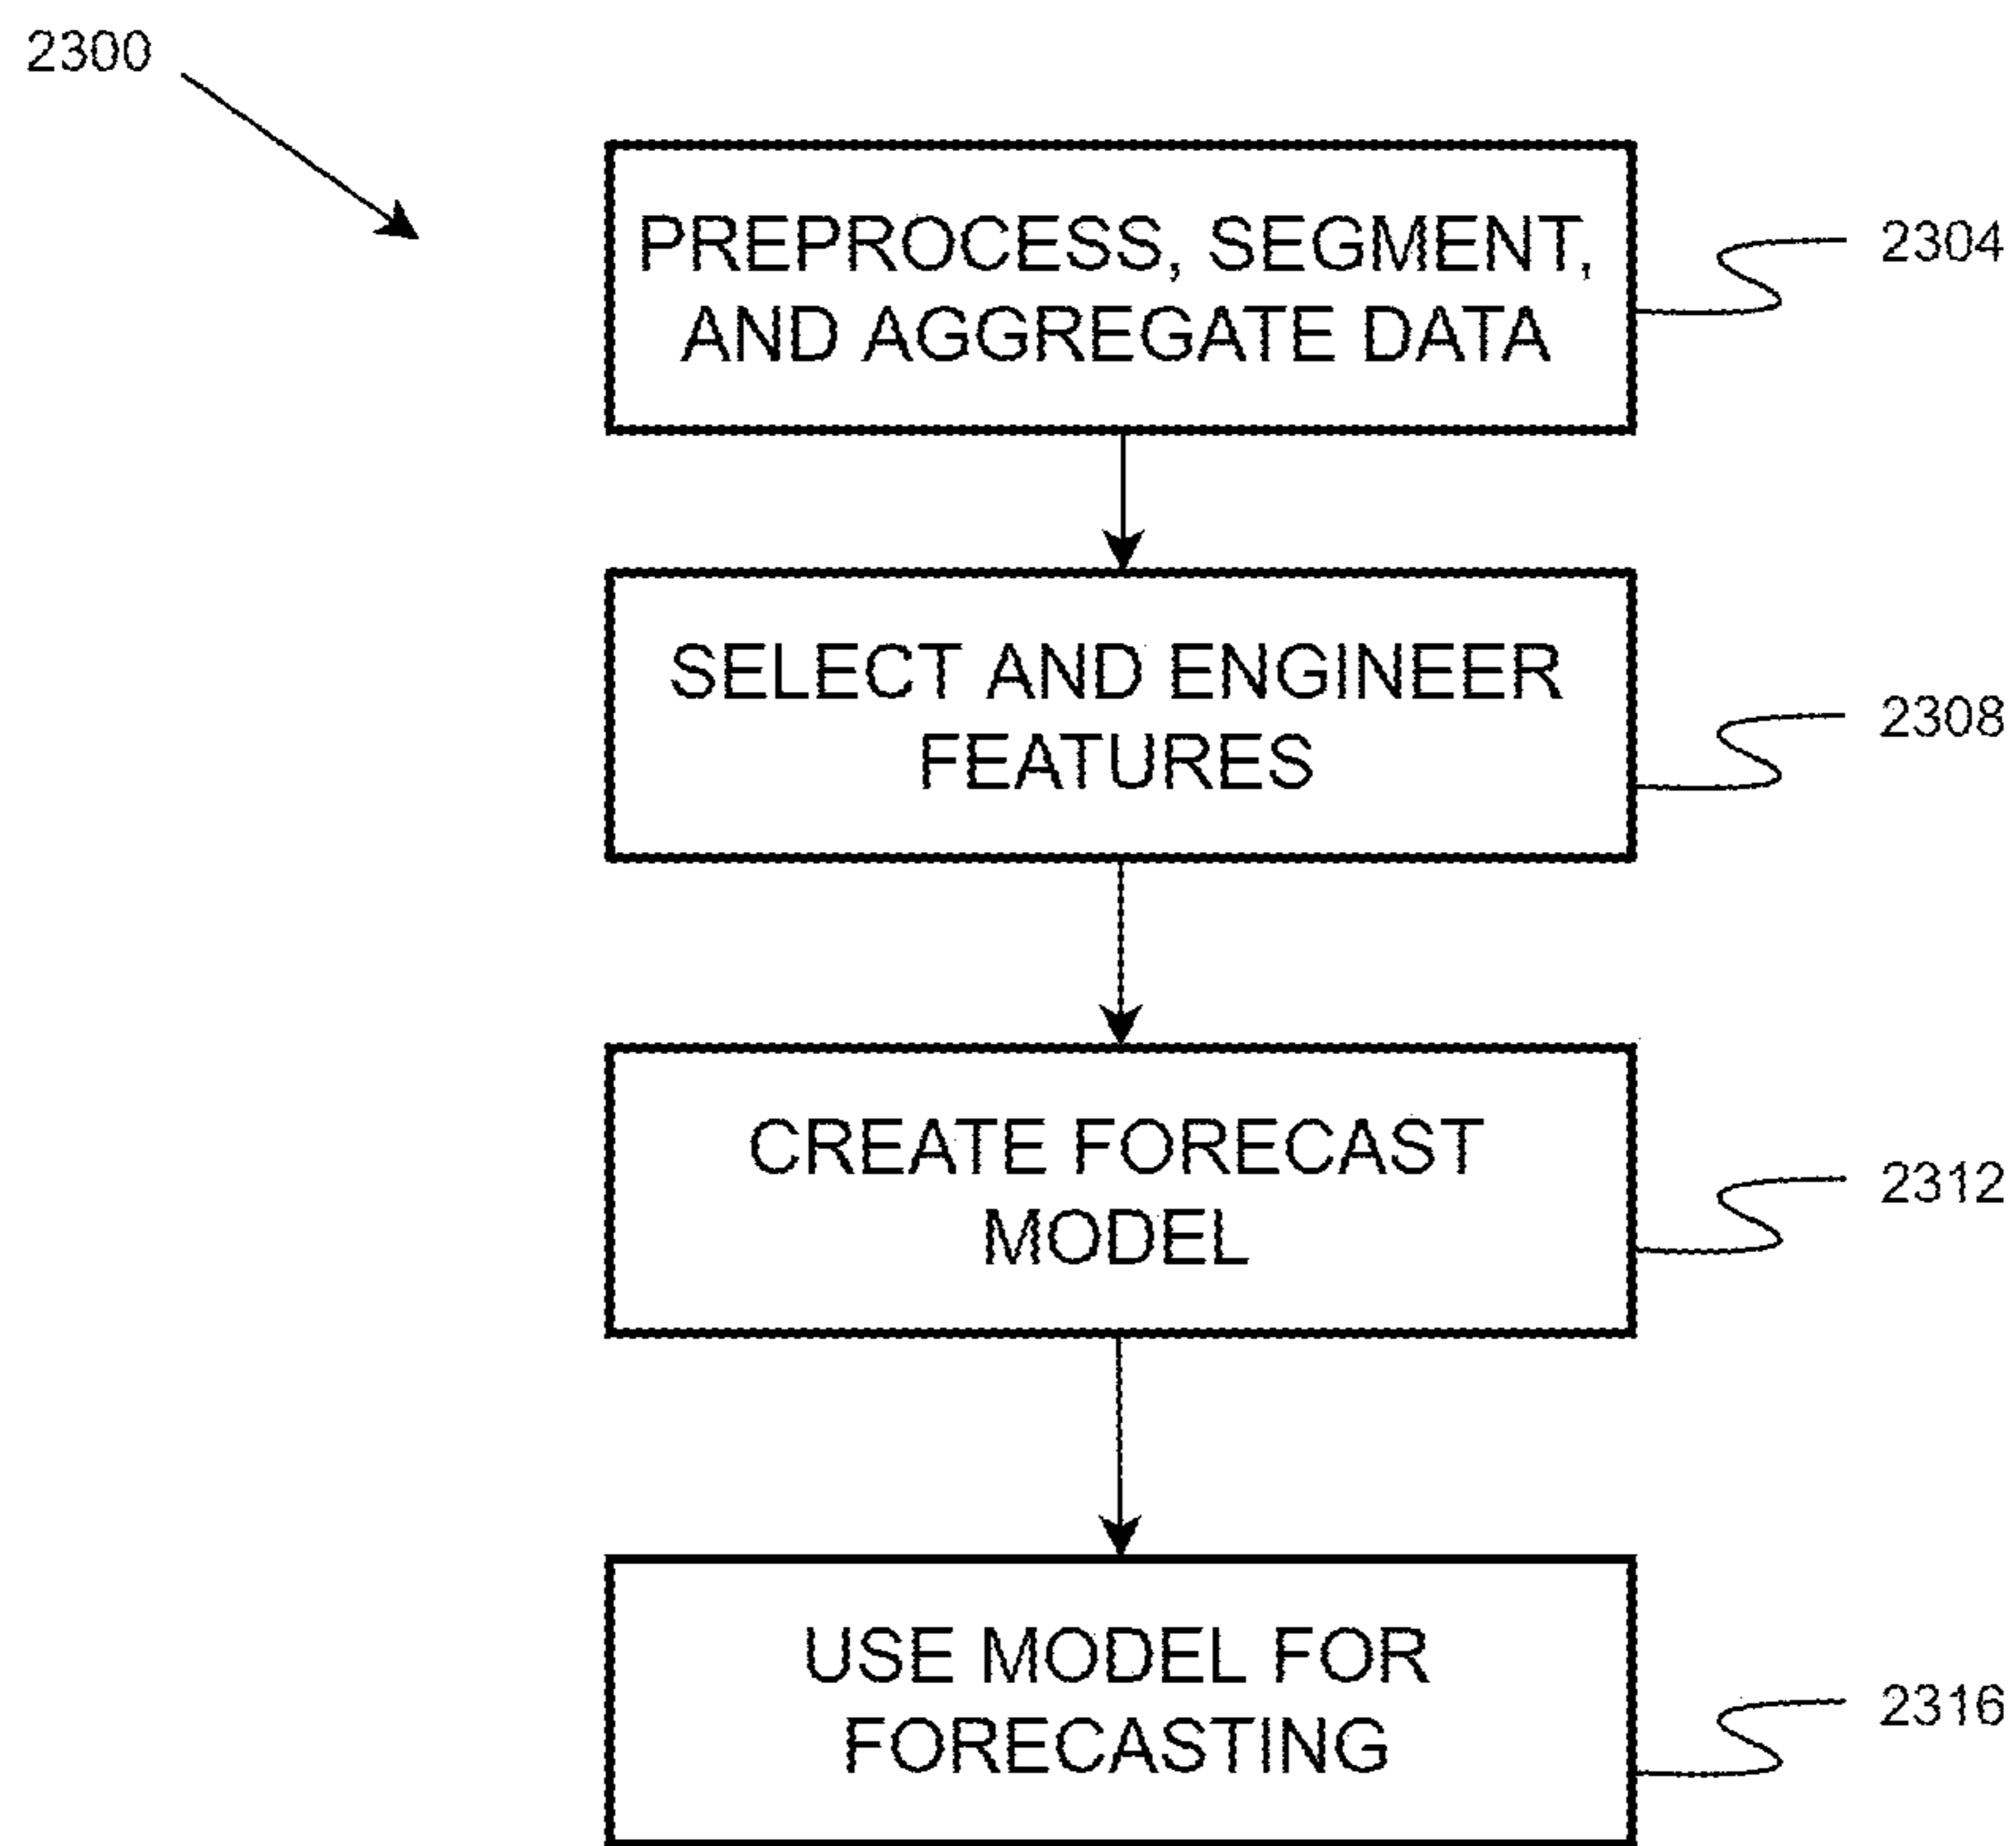 2300
PREPROCESS, SEGMENT,
AND AGGREGATE DATA
2304
SELECT AND ENGINEER
FEATURES
2308
CREATE FORECAST
MODEL
2312
USE MODEL FOR
FORECASTING
2316